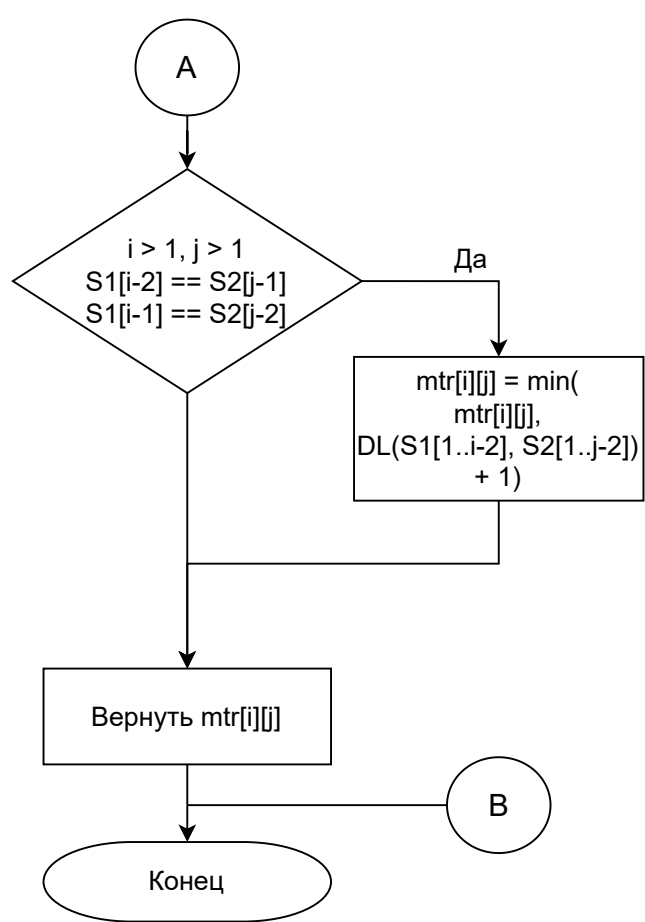 A
i > 1, j > 1
S1[i-2] == S2[j-1]
S1[i-1] == S2[j-2]
Да
mtr[i][j] = min(
mtr[i][j],
DL(S1[1..i-2], S2[1..j-2])
+ 1)
Вернуть mtr[i][j]
B
Конец